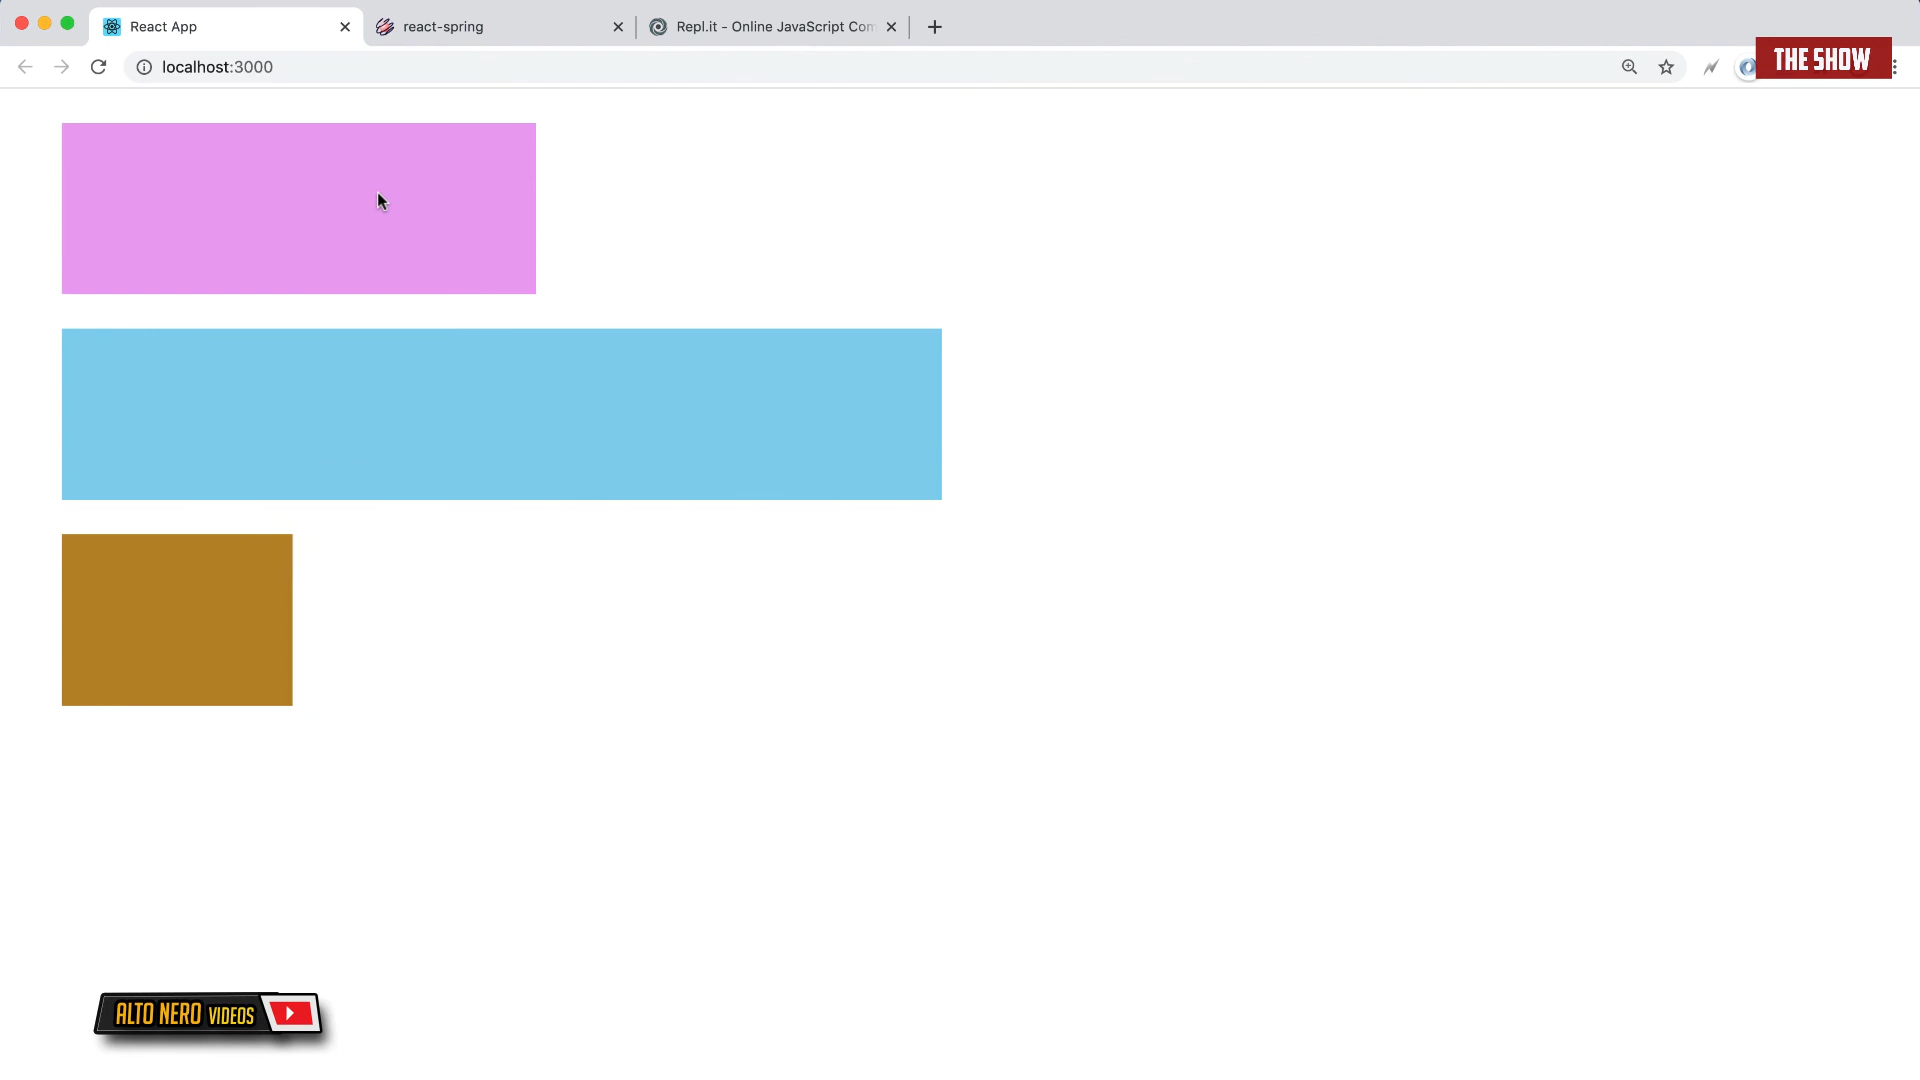 React App
react-spring
Repl.it - Online JavaScript Com
localhost:3000
THE SHOW
ALTO NERO VIDEOS